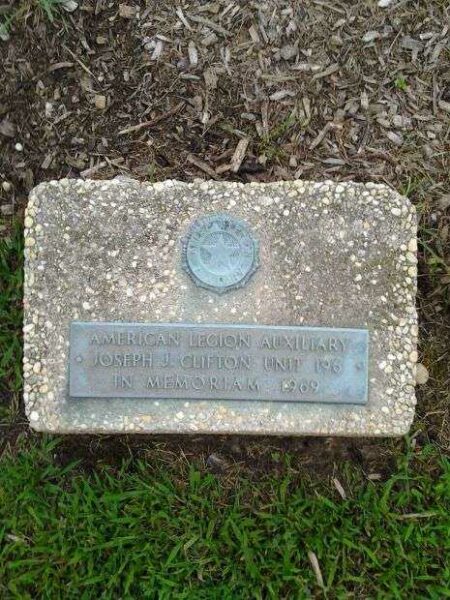 AMERICAN LEGION AUXILIARY
JOSEPH J. CLIFTON UNIT 196
IN MEMORIAM 1969